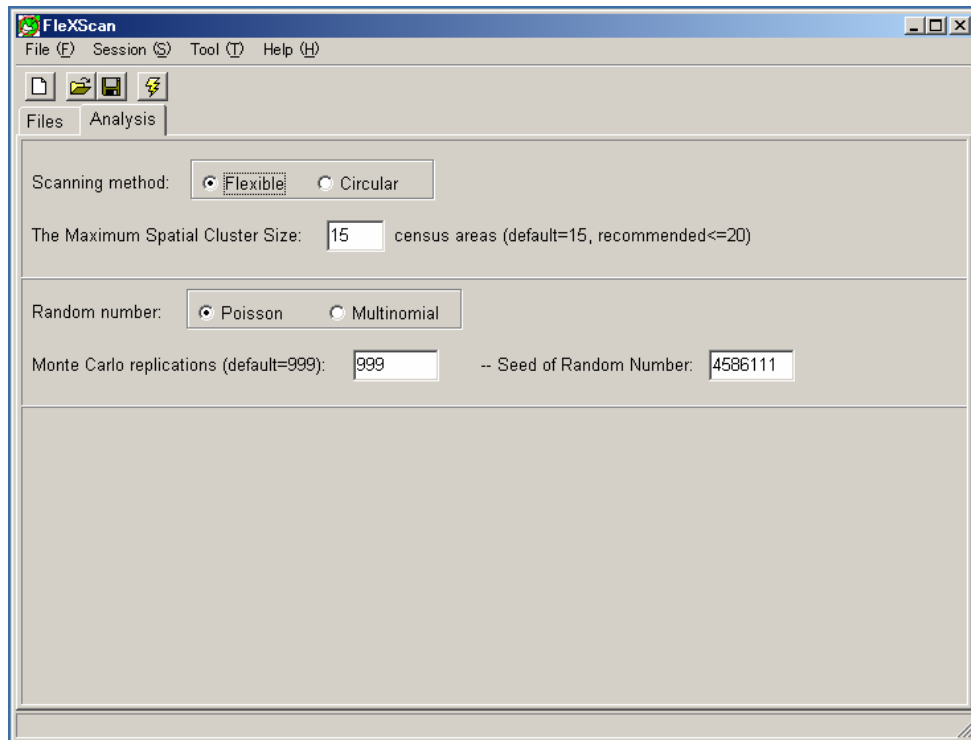 FleXScan
File (F) Session (S) Tool (T) Help (H)
Files Analysis
Scanning method: Flexible Circular
The Maximum Spatial Cluster Size: 15 census areas (default=15, recommended<=20)
Random number: Poisson Multinomial
Monte Carlo replications (default=999): 999 -- Seed of Random Number: 4586111